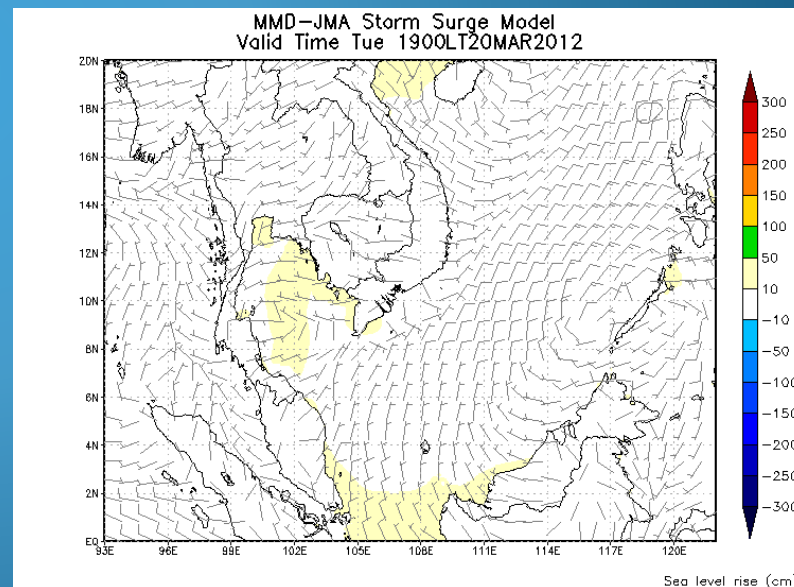 MMD-JMA Storm Surge Model
Valid Time Tue 1900LT20MAR2012
20N
18N
16N
14N
12N
10N
8N
6N
4N
2N
EQ
93E 96E 99E 102E 105E 108E 111E 114E 117E 120E
300
250
200
150
100
50
10
-10
-50
-100
-150
-200
-250
-300
Sea level rise (cm)